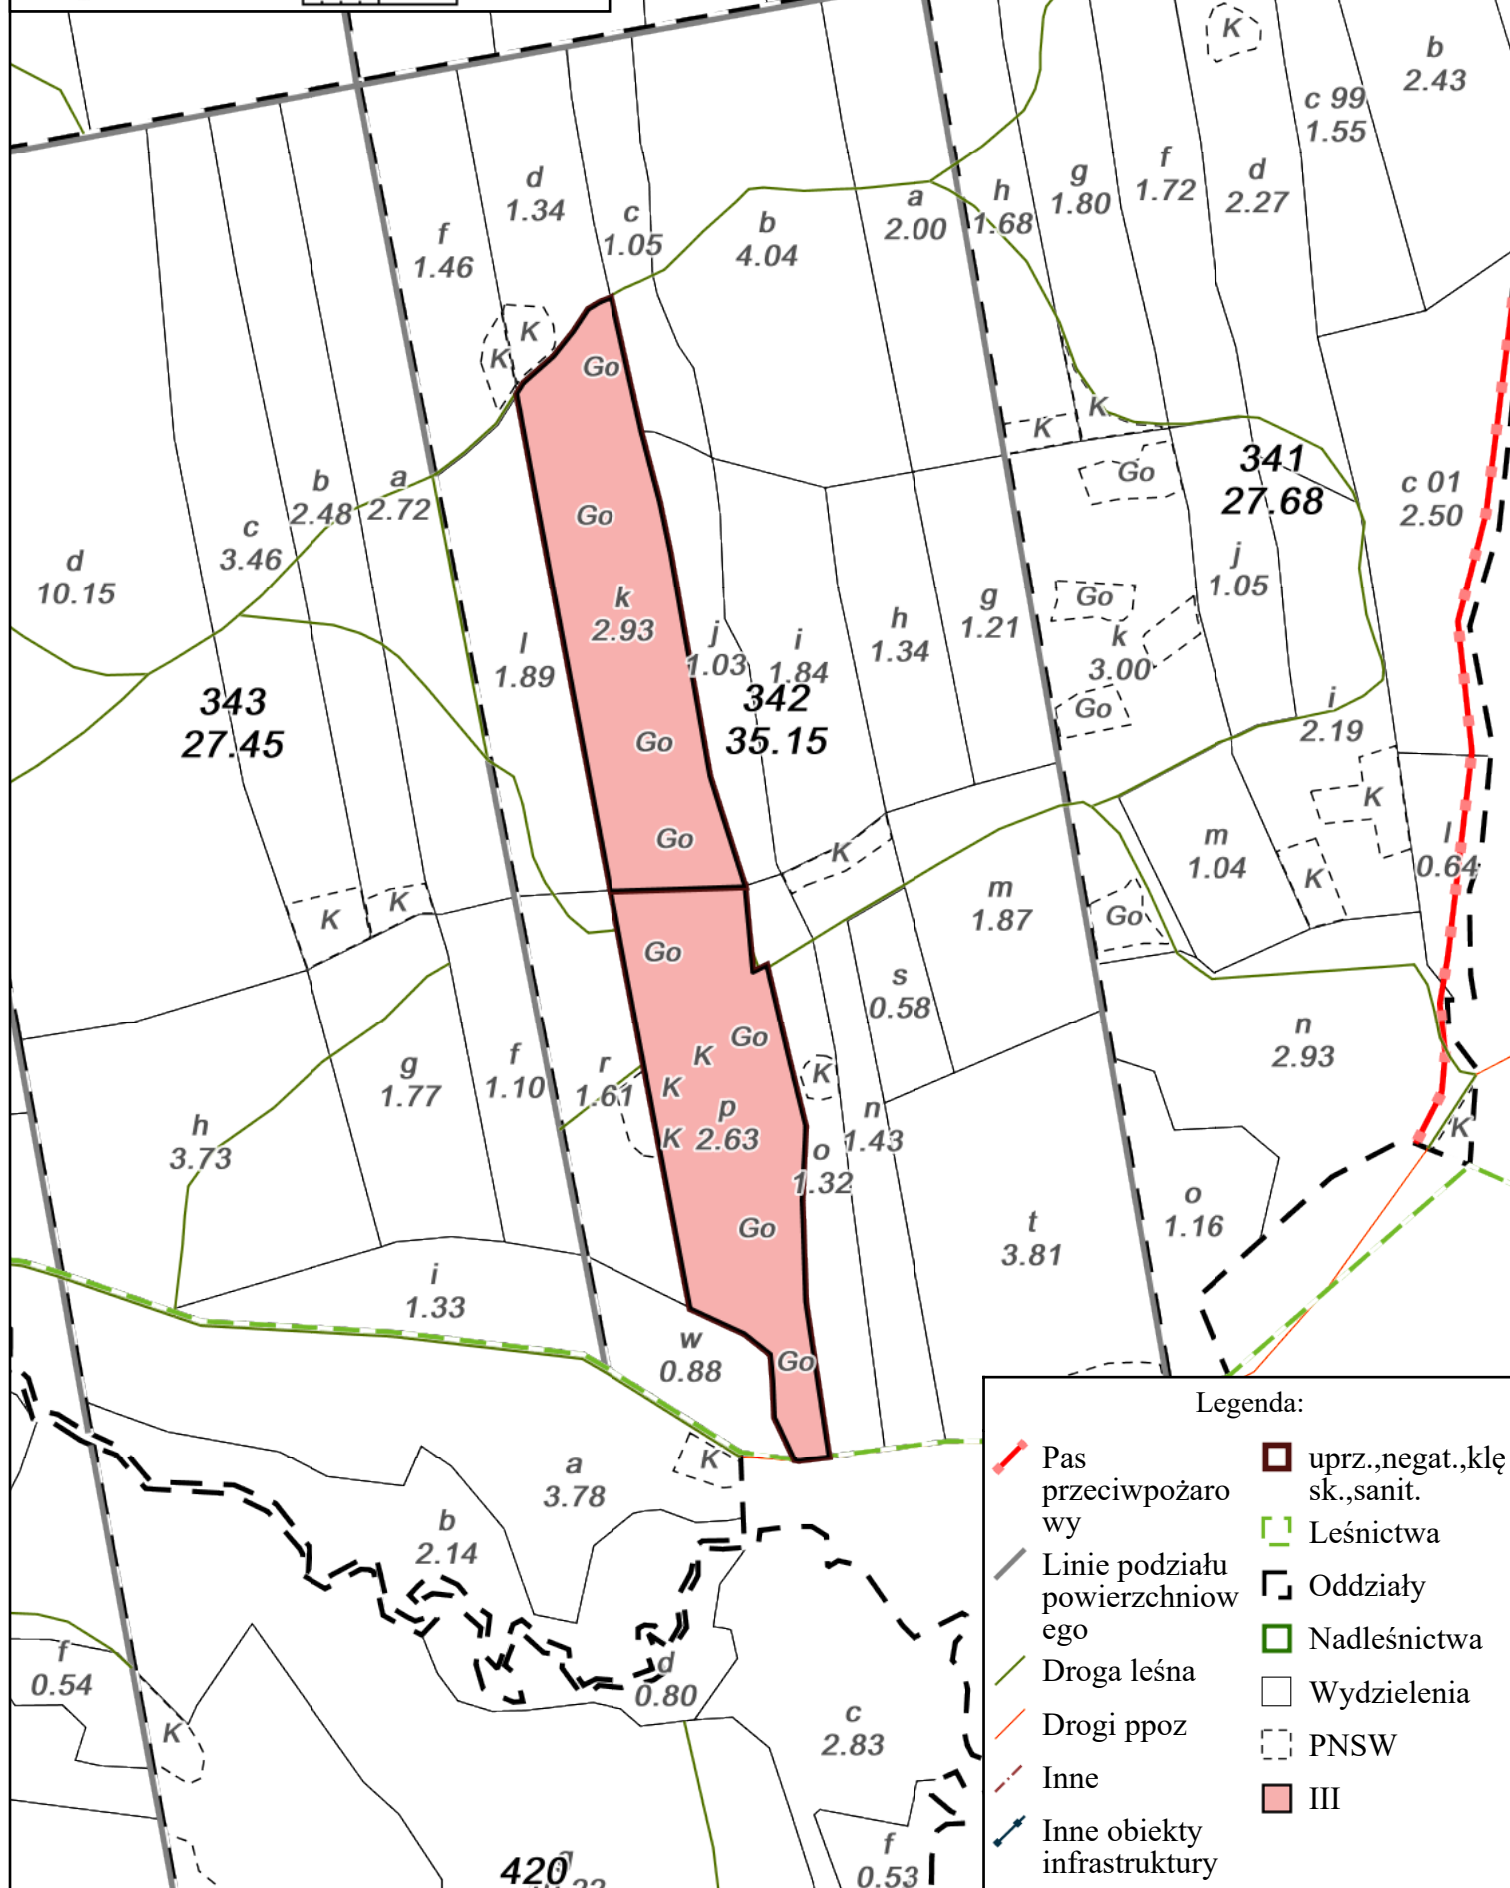 K
b
2.43
c 99
1.55
d
1.34
f
1.46
c
1.05
b
4.04
a
2.00
h
1.68
g
1.80
f
1.72
d
2.27
K
K
Go
K
K
Go
341
27.68
c 01
2.50
b
2.48
a
2.72
c
3.46
d
10.15
Go
k
2.93
l
1.89
j
1.03
i
1.84
h
1.34
g
1.21
Go
k
3.00
Go
j
1.05
i
2.19
343
27.45
342
35.15
Go
Go
K
K
m
1.04
K
l
0.64
K
K
m
1.87
Go
Go
s
0.58
n
2.93
Go
K
K
K
K
p
2.63
g
1.77
f
1.10
r
1.61
h
3.73
n
1.43
o
1.32
K
o
1.16
t
3.81
Go
i
1.33
w
0.88
Go
K
a
3.78
b
2.14
f
0.54
K
d
0.80
c
2.83
f
0.53
420
Legenda:
Pas
przeciwpożaro
wy
Linie podziału
powierzchniow
ego
Droga leśna
Drogi ppoz
Inne
Inne obiekty
infrastruktury
uprz.,negat.,klę
sk.,sanit.
Leśnictwa
Oddziały
Nadleśnictwa
Wydzielenia
PNSW
III